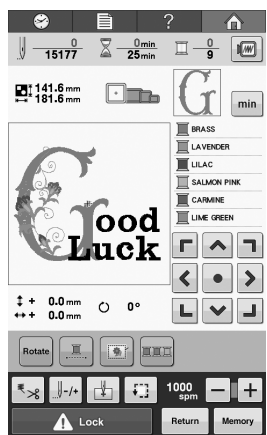 ?
0
15177
0min
25min
0
9
141.6 mm
181.6 mm
G
min
BRASS
LAVENDER
LILAC
SALMON PINK
CARMINE
LIME GREEN
Good
Luck
+ 0.0 mm
+ 0.0 mm
0°
Rotate
-/+
1000
spm
- +
Lock
Return
Memory